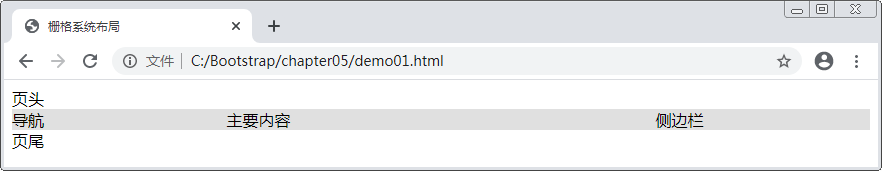 栅格系统布局
文件 C:/Bootstrap/chapter05/demo01.html
页头
导航 主要内容 侧边栏
页尾